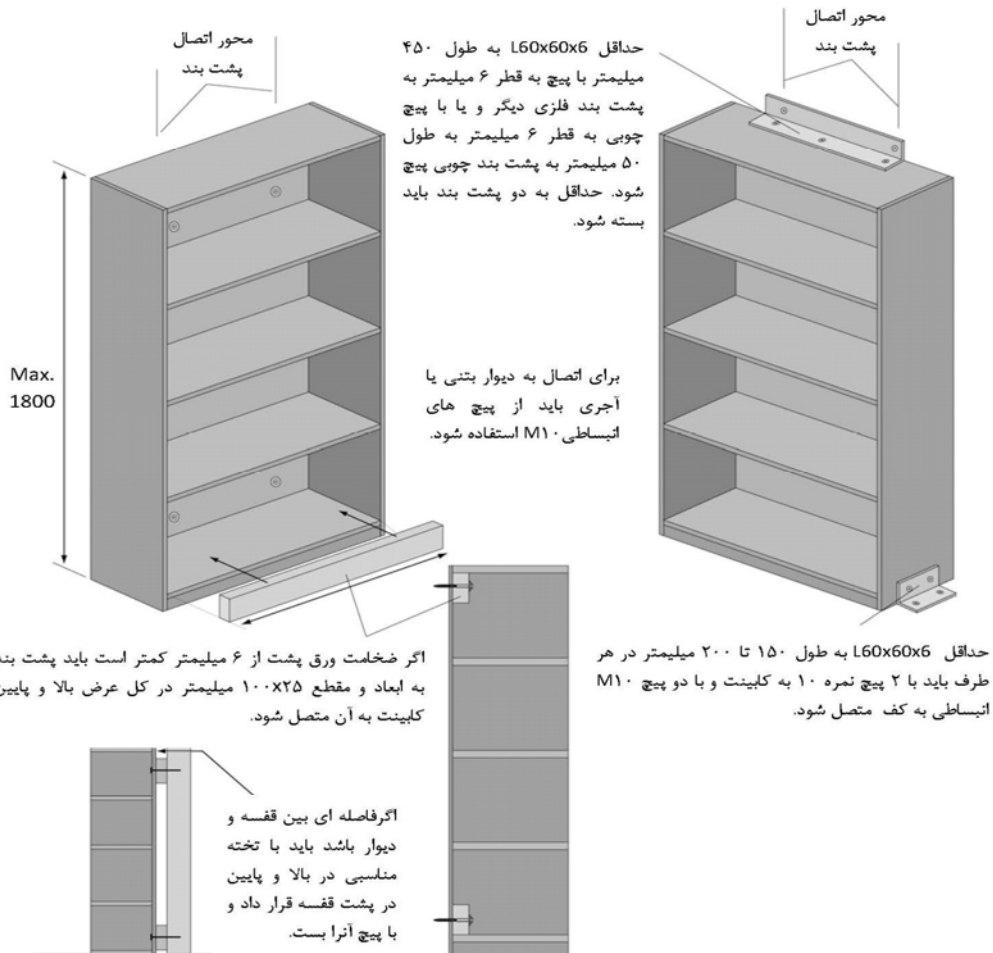 محور اتصال
پشت بند
محور اتصال
پشت بند
حداقل L60x60x6 به طول ۴۵۰
میلیمتر با پیچ به قطر ۶ میلیمتر به
پشت بند فلزی دیگر و یا با پیچ
چوبی به قطر ۶ میلیمتر به طول
۵۰ میلیمتر به پشت بند چوبی پیچ
شود. حداقل به دو پشت بند باید
بسته شود.
Max.
1800
برای اتصال به دیوار بتنی یا
آجری باید از پیچ های
انبساطی M۱۰ استفاده شود.
اگر ضخامت ورق پشت از ۶ میلیمتر کمتر است باید پشت بند
به ابعاد و مقطع ۱۰۰x۲۵ میلیمتر در کل عرض بالا و پایین
کابینت به آن متصل شود.
حداقل L60x60x6 به طول ۱۵۰ تا ۲۰۰ میلیمتر در هر
طرف باید با ۲ پیچ نمره ۱۰ به کابینت و با دو پیچ M۱۰
انبساطی به کف متصل شود.
اگرفاصله ای بین قفسه و
دیوار باشد باید با تخته
مناسبی در بالا و پایین
در پشت قفسه قرار داد و
با پیچ آنرا بست.